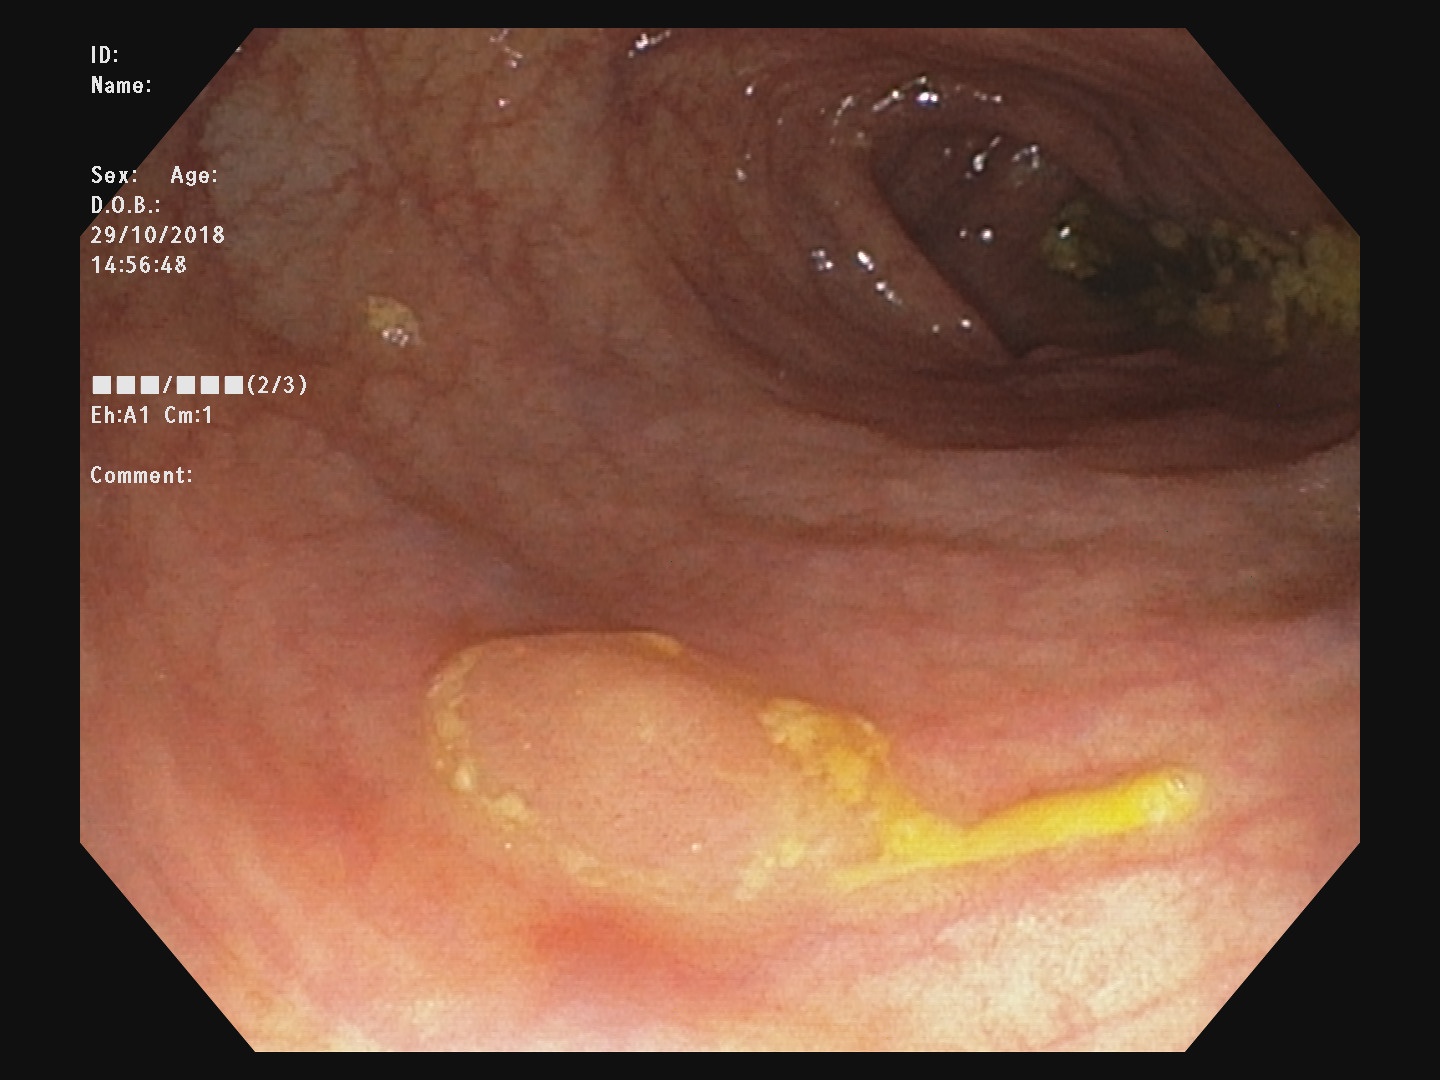 ID:
Name:
Sex: Age:
D.O.B.:
29/10/2018
14:56:48
■■■/■■■(2/3)
Eh:A1 Cm:1
Comment: